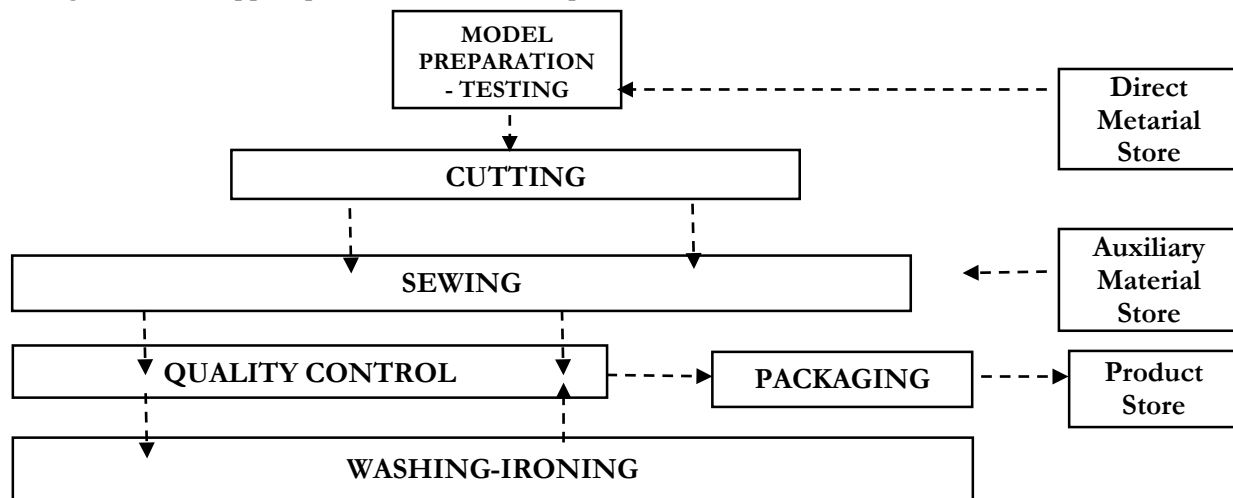 MODEL
PREPARATION
- TESTING
Direct
Metarial
Store
CUTTING
Auxiliary
Material
Store
SEWING
QUALITY CONTROL
PACKAGING
Product
Store
WASHING-IRONING